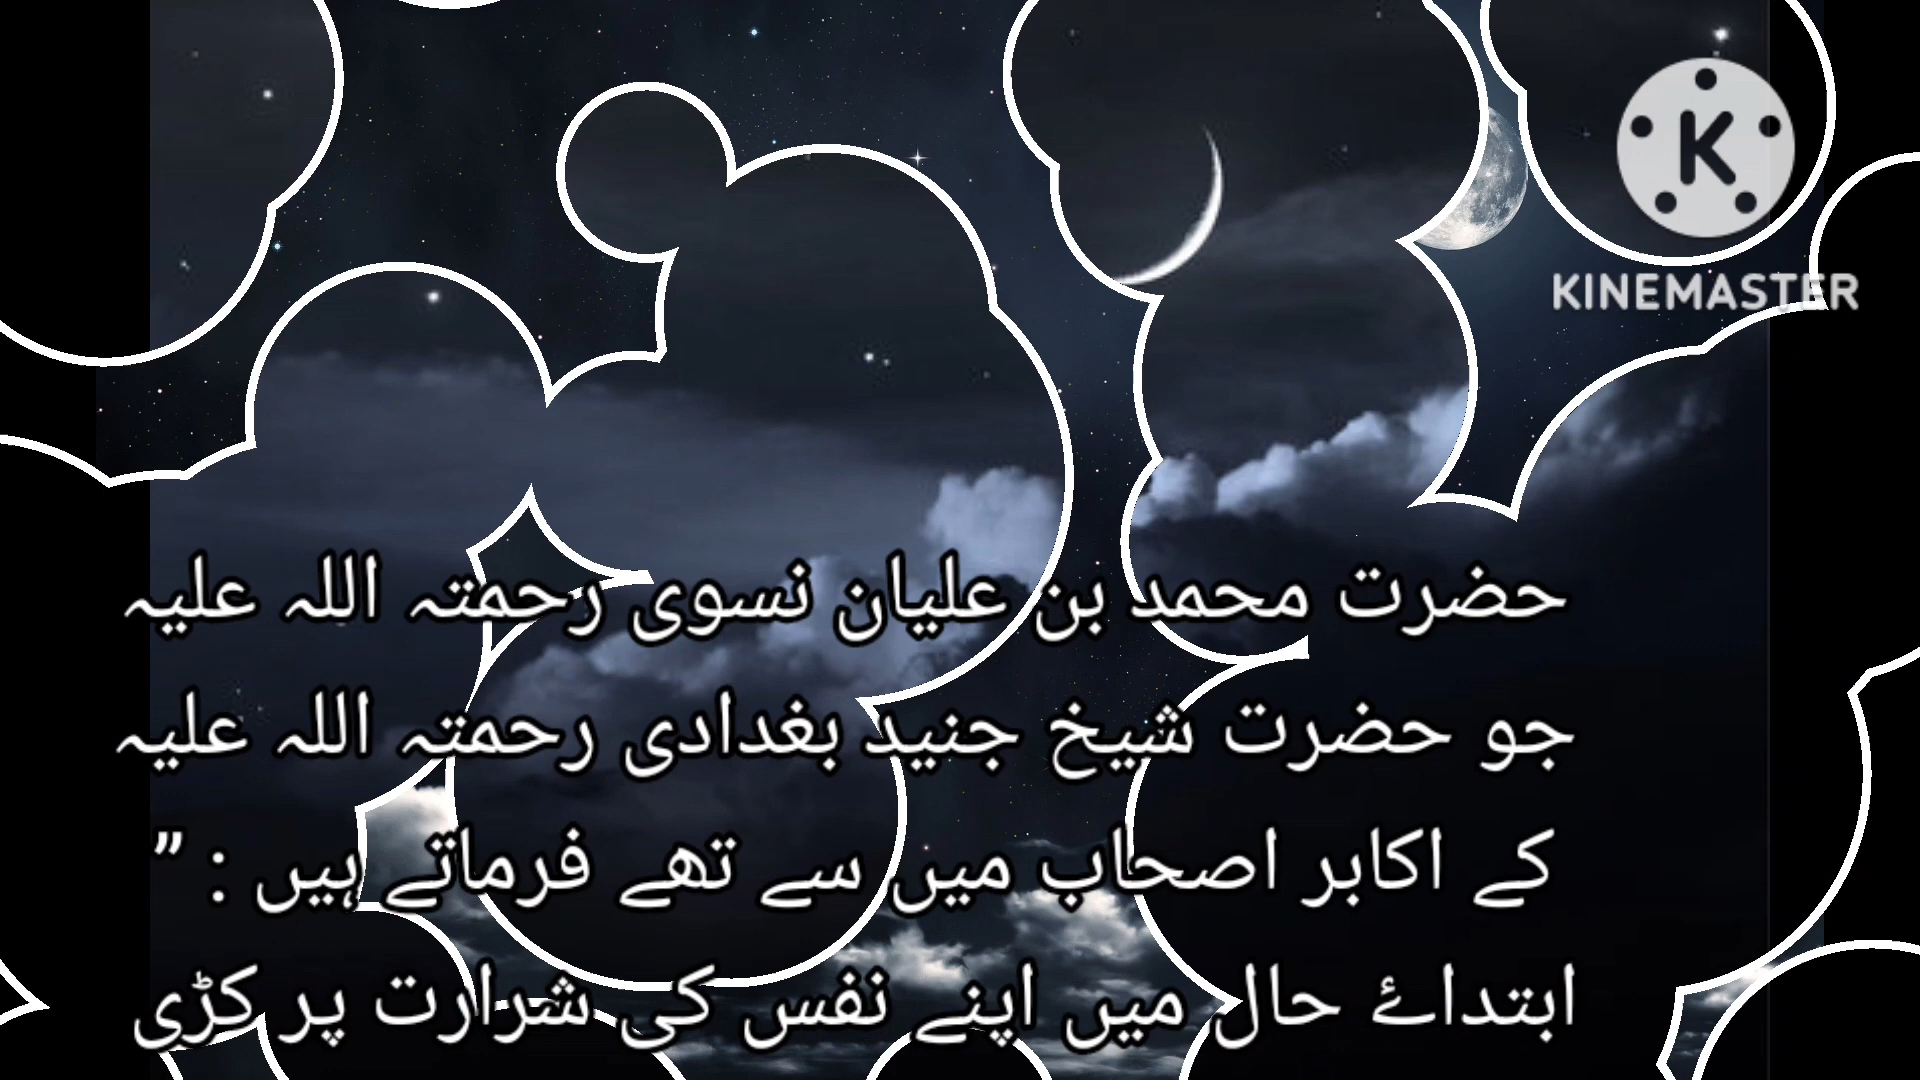 KINEMASTER
حضرت محمد بن علیان نسوی رحمتہ اللہ علیہ
جو حضرت شیخ جنید بغدادی رحمتہ اللہ علیہ
کے اکابر اصحاب میں سے تھے فرماتے ہیں : ”
ابتدائے حال میں اپنے نفس کی شرارت پر کڑی